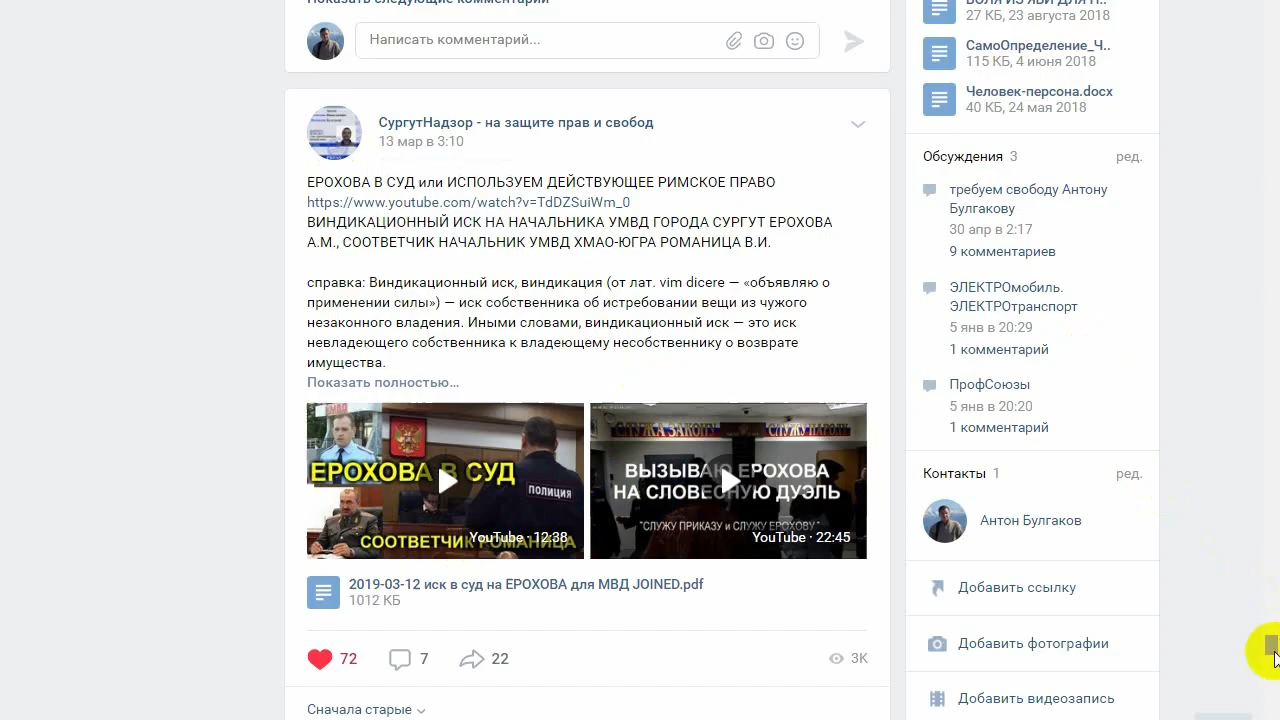 Показать следующие комментарии
Написать комментарий...
СургутНадзор - на защите прав и свобод
13 мар в 3:10
ЕРОХОВА В СУД или ИСПОЛЬЗУЕМ ДЕЙСТВУЮЩЕЕ РИМСКОЕ ПРАВО
https://www.youtube.com/watch?v=TdDZSuiWm_0
ВИНДИКАЦИОННЫЙ ИСК НА НАЧАЛЬНИКА УМВД ГОРОДА СУРГУТ ЕРОХОВА
А.М., СООТВЕТЧИК НАЧАЛЬНИК УМВД ХМАО-ЮГРА РОМАНИЦА В.И.
справка: Виндикационный иск, виндикация (от лат. vim dicere — «объявляю о
применении силы») — иск собственника об истребовании вещи из чужого
незаконного владения. Иными словами, виндикационный иск — это иск
невладеющего собственника к владеющему несобственнику о возврате
имущества.
Показать полностью…
ЕРОХОВА В СУД
ПОЛИЦИЯ
СООТВЕТЧИК РОМАНИЦА
YouTube · 12:38
СЛУЖУ ЗАКОНУ
ВЫЗЫВАЮ ЕРОХОВА
НА СЛОВЕСНУЮ ДУЭЛЬ
"СЛУЖУ ПРИКАЗУ и СЛУЖУ ЕРОХОВУ"
YouTube · 22:45
2019-03-12 иск в суд на ЕРОХОВА для МВД JOINED.pdf
1012 КБ
72
7
22
3K
Сначала старые
27 КБ, 23 августа 2018
СамоОпределение_Ч..
115 КБ, 4 июня 2018
Человек-персона.docx
40 КБ, 24 мая 2018
Обсуждения 3
ред.
требуем свободу Антону
Булгакову
30 апр в 2:17
9 комментариев
ЭЛЕКТРОмобиль.
ЭЛЕКТРОтранспорт
5 янв в 20:29
1 комментарий
ПрофСоюзы
5 янв в 20:20
1 комментарий
Контакты 1
ред.
Антон Булгаков
Добавить ссылку
Добавить фотографии
Добавить видеозапись